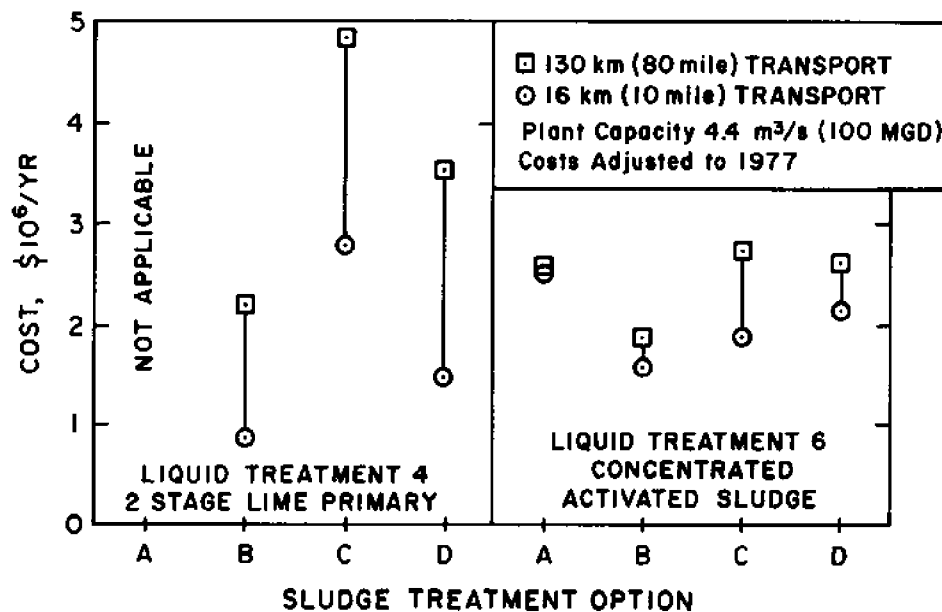 5
4
3
2
1
0
COST, $10⁶/YR
NOT APPLICABLE
LIQUID TREATMENT 4
2 STAGE LIME PRIMARY
130 km (80 mile) TRANSPORT
16 km (10 mile) TRANSPORT
Plant Capacity 4.4 m³/s (100 MGD)
Costs Adjusted to 1977
LIQUID TREATMENT 6
CONCENTRATED
ACTIVATED SLUDGE
A B C D A B C D
SLUDGE TREATMENT OPTION